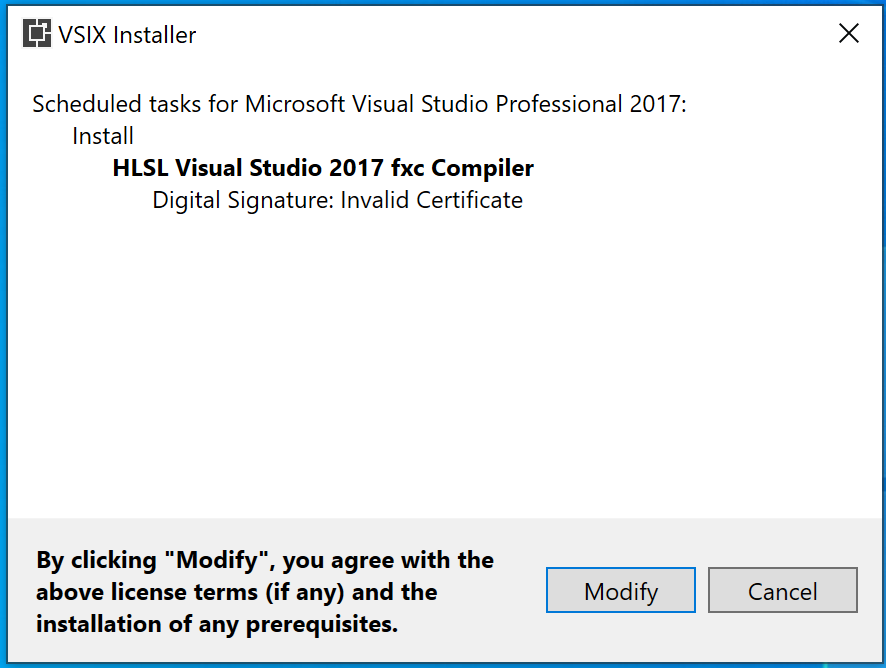 VSIX Installer
Scheduled tasks for Microsoft Visual Studio Professional 2017:
Install
HLSL Visual Studio 2017 fxc Compiler
Digital Signature: Invalid Certificate
By clicking "Modify", you agree with the
above license terms (if any) and the
installation of any prerequisites.
Modify
Cancel